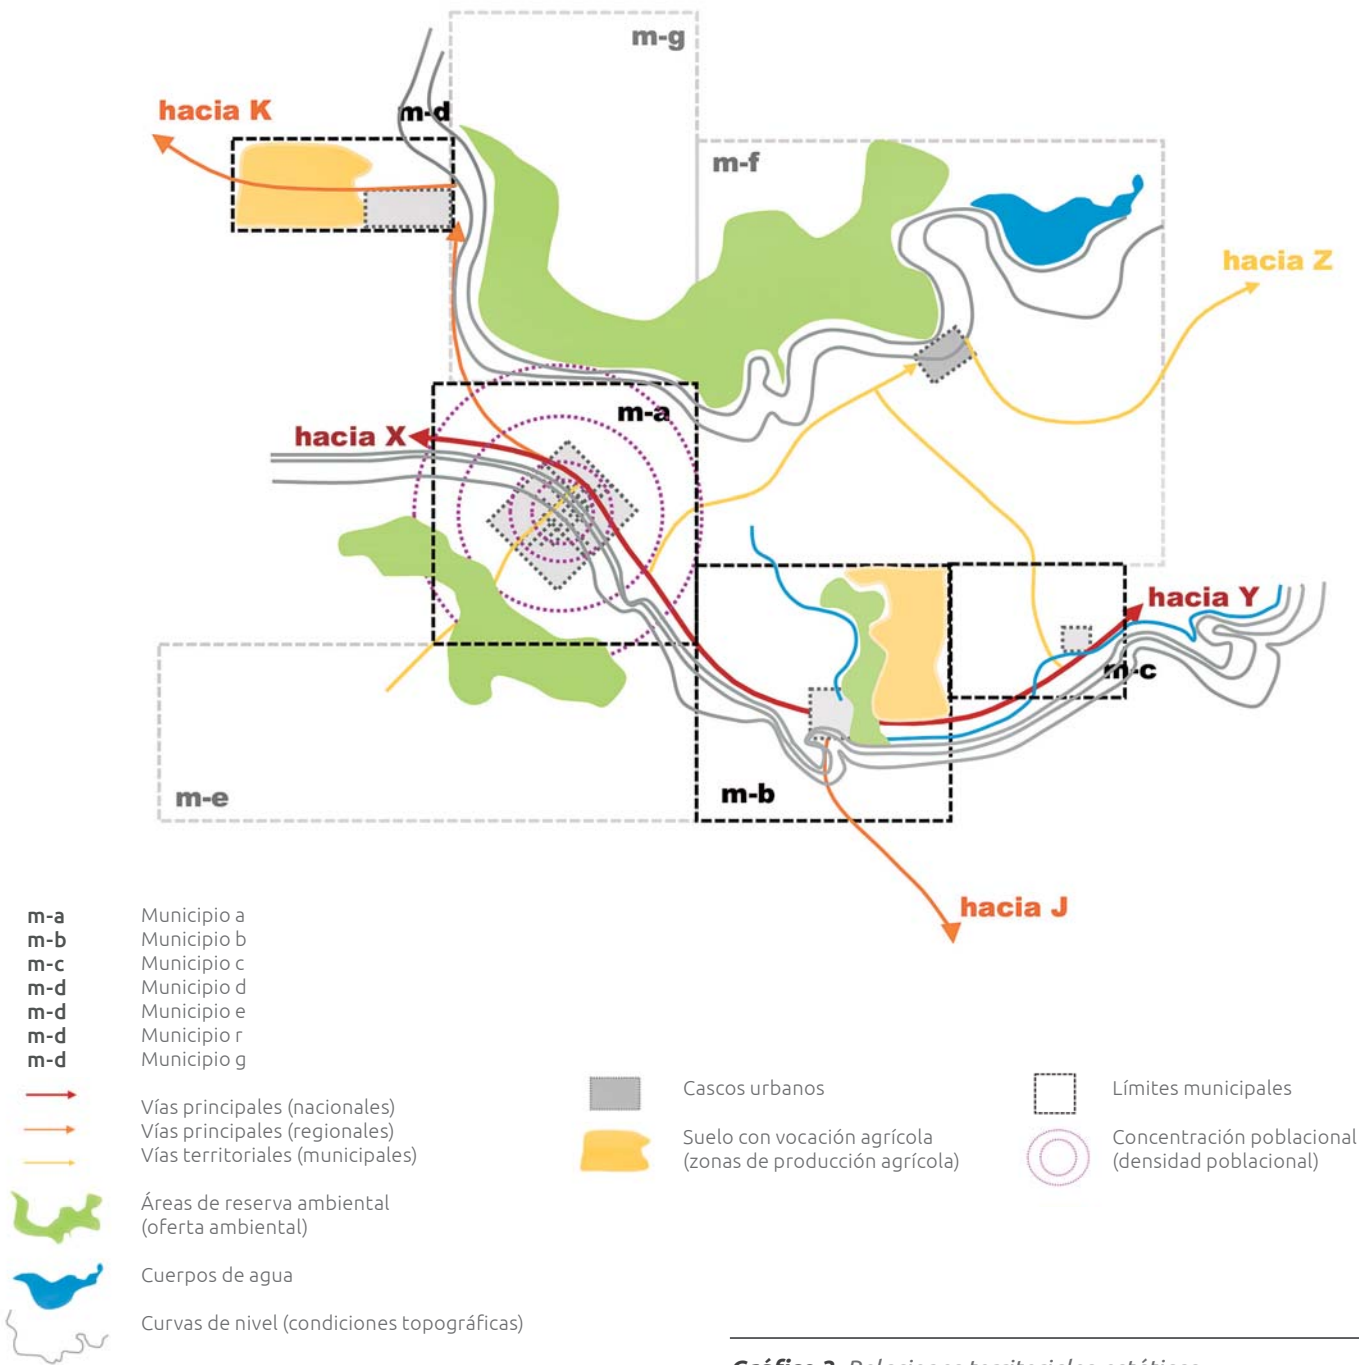 m-g
hacia K
m-d
m-f
hacia Z
m-a
hacia X
hacia Y
m-c
m-e
m-b
hacia J
m-a Municipio a
m-b Municipio b
m-c Municipio c
m-d Municipio d
m-d Municipio e
m-d Municipio r
m-d Municipio g
Vías principales (nacionales)
Vías principales (regionales)
Vías territoriales (municipales)
Áreas de reserva ambiental
(oferta ambiental)
Cuerpos de agua
Curvas de nivel (condiciones topográficas)
Cascos urbanos
Suelo con vocación agrícola
(zonas de producción agrícola)
Límites municipales
Concentración poblacional
(densidad poblacional)